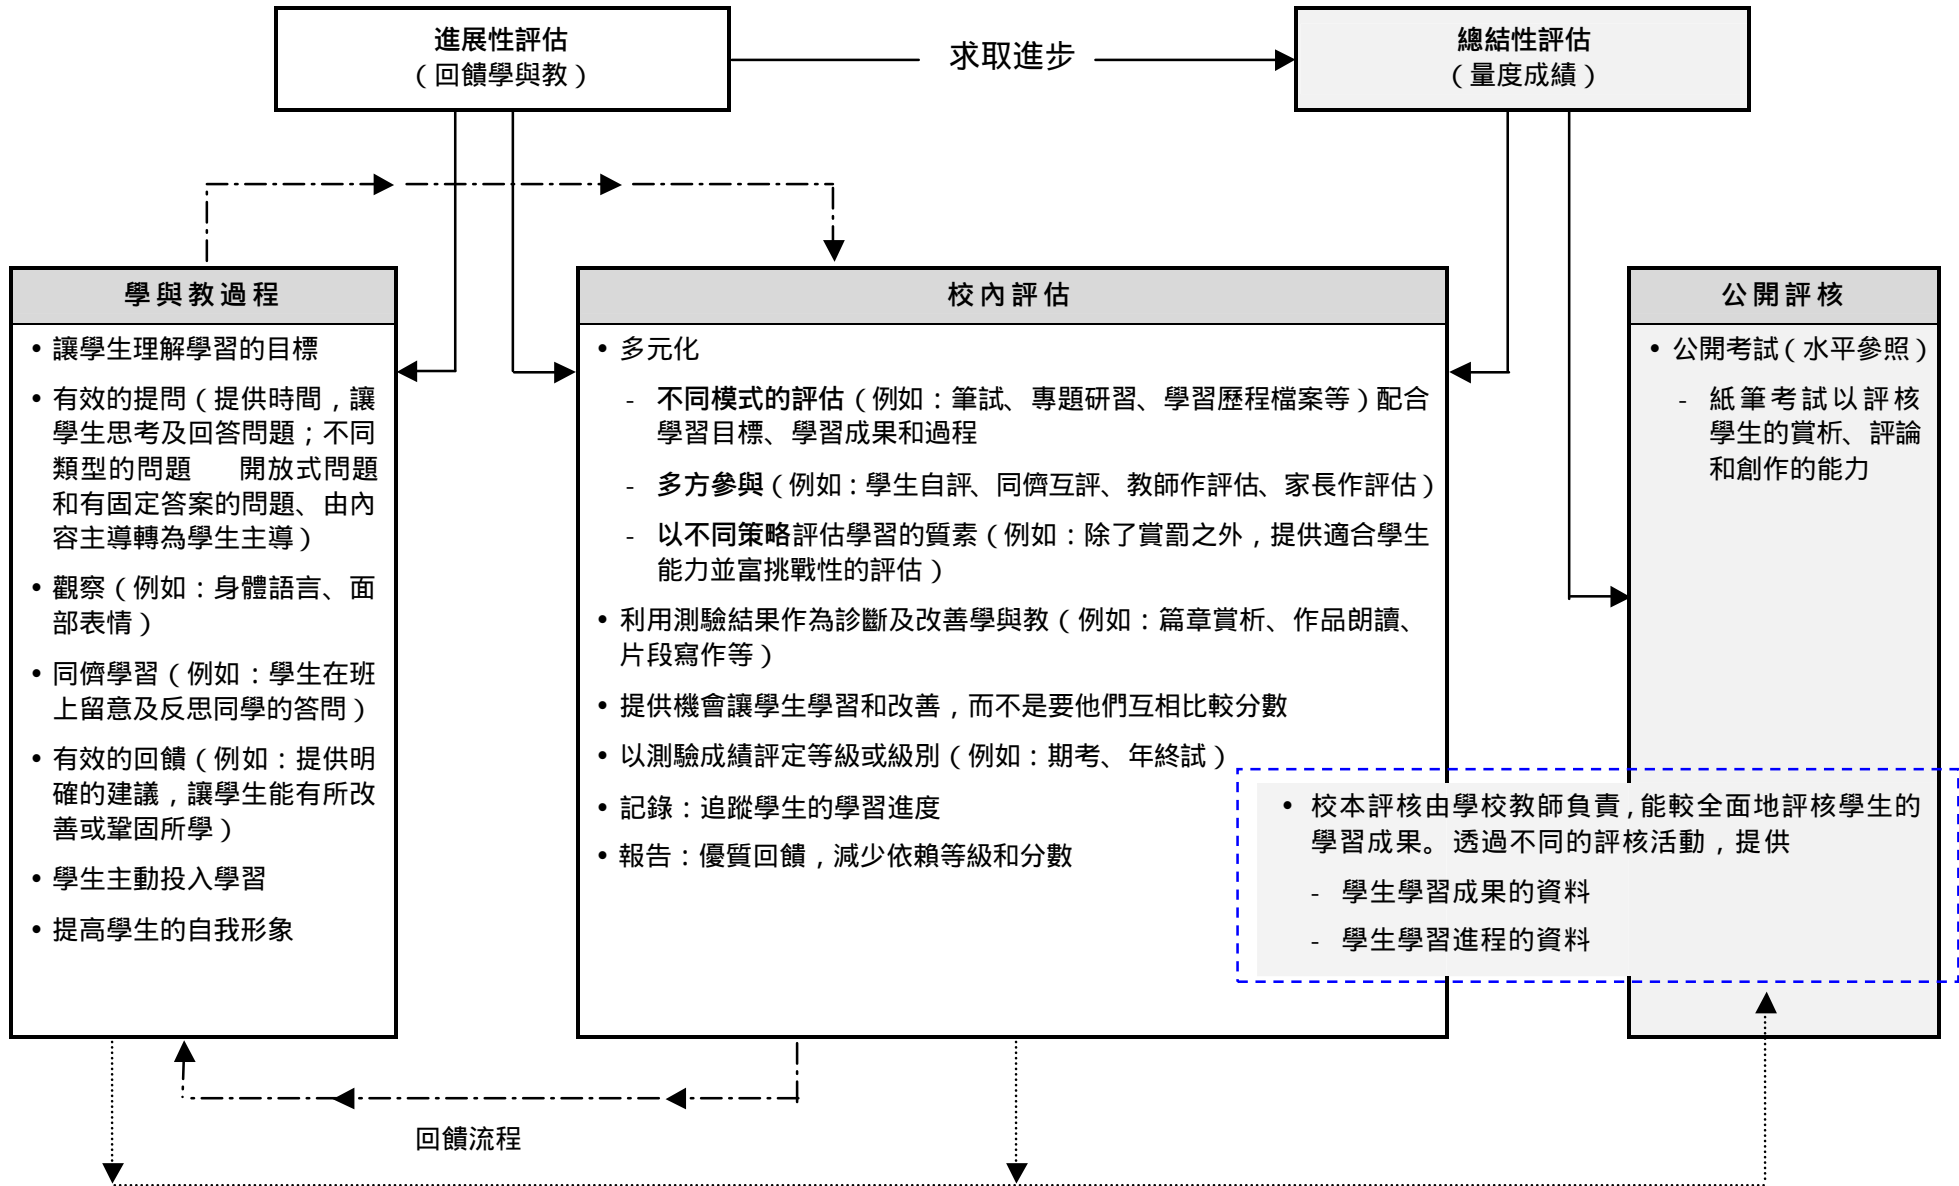 進展性評估
（回饋學與教）
求取進步
總結性評估
（量度成績）
學與教過程
• 讓學生理解學習的目標
• 有效的提問（提供時間，讓
學生思考及回答問題；不同
類型的問題　開放式問題
和有固定答案的問題、由內
容主導轉為學生主導）
• 觀察（例如：身體語言、面
部表情）
• 同儕學習（例如：學生在班
上留意及反思同學的答問）
• 有效的回饋（例如：提供明
確的建議，讓學生能有所改
善或鞏固所學）
• 學生主動投入學習
• 提高學生的自我形象
校內評估
• 多元化
- 不同模式的評估（例如：筆試、專題研習、學習歷程檔案等）配合
學習目標、學習成果和過程
- 多方參與（例如：學生自評、同儕互評、教師作評估、家長作評估）
- 以不同策略評估學習的質素（例如：除了賞罰之外，提供適合學生
能力並富挑戰性的評估）
• 利用測驗結果作為診斷及改善學與教（例如：篇章賞析、作品朗讀、
片段寫作等）
• 提供機會讓學生學習和改善，而不是要他們互相比較分數
• 以測驗成績評定等級或級別（例如：期考、年終試）
• 記錄：追蹤學生的學習進度
• 報告：優質回饋，減少依賴等級和分數
公開評核
• 公開考試（水平參照）
- 紙筆考試以評核
學生的賞析、評論
和創作的能力
• 校本評核由學校教師負責，能較全面地評核學生的
學習成果。透過不同的評核活動，提供
- 學生學習成果的資料
- 學生學習進程的資料
回饋流程